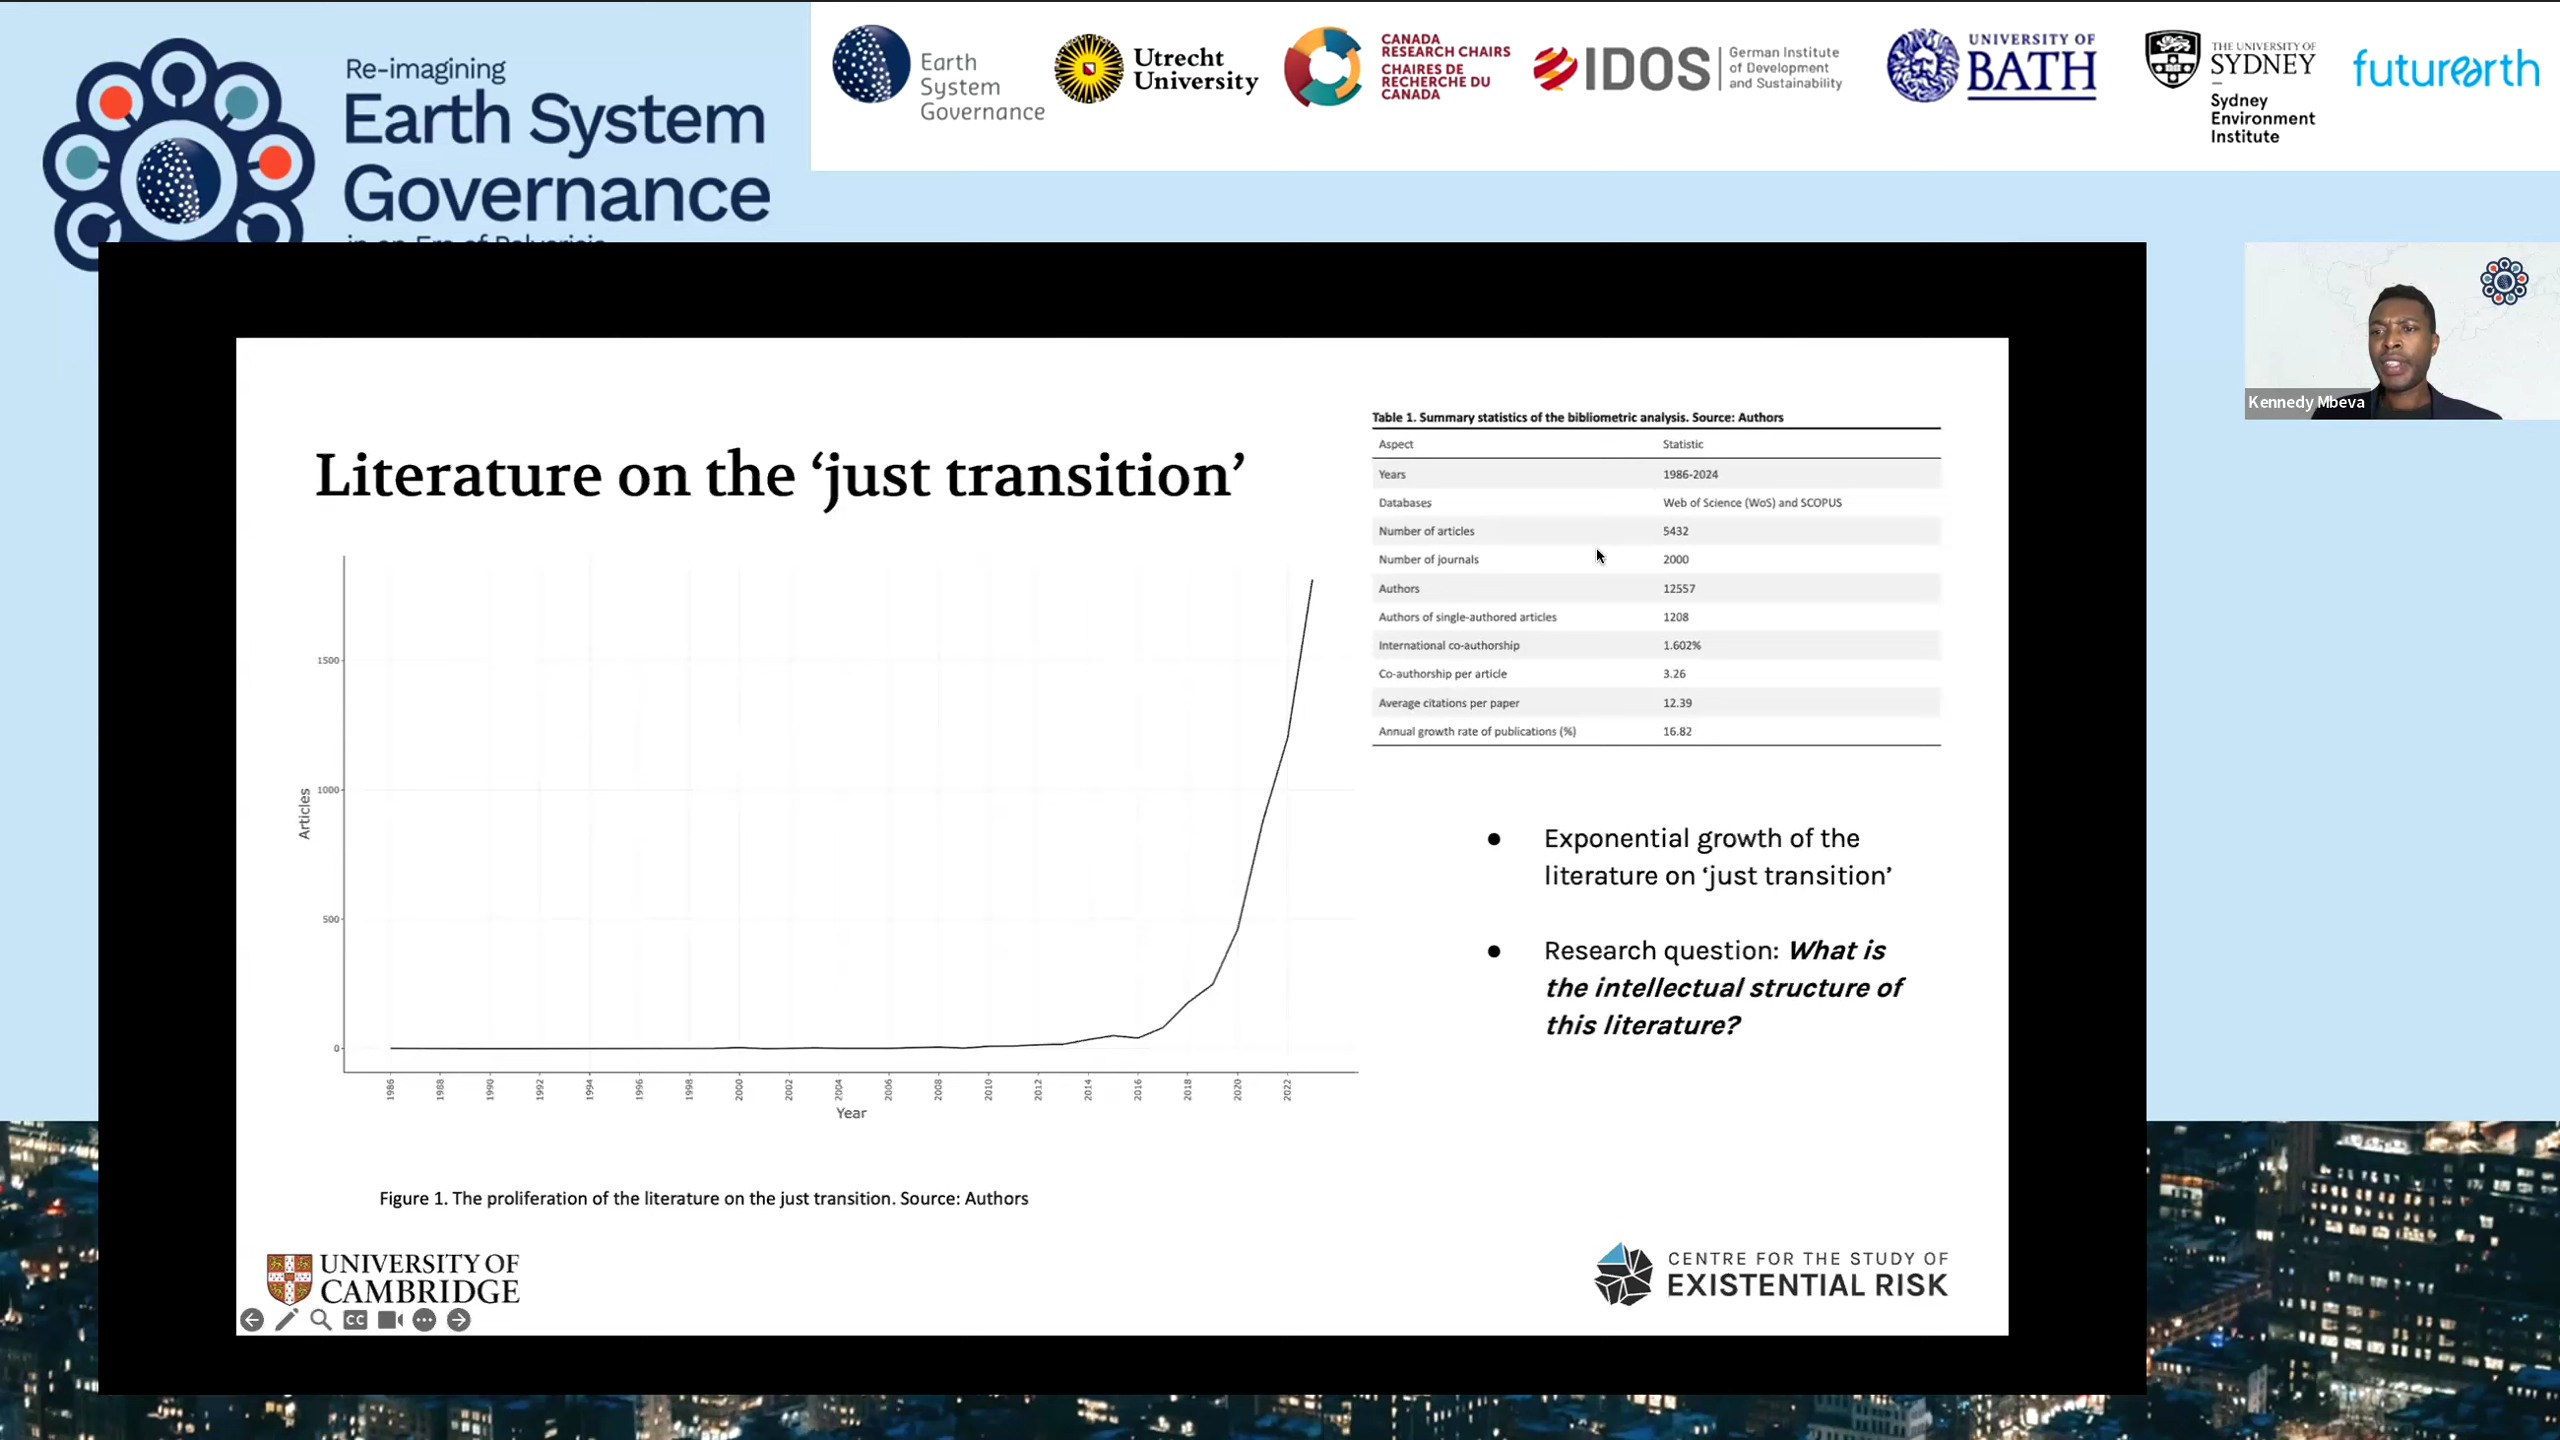 Re-imagining
Earth System
Governance
in an Era of Polycrisis
Earth
System
Governance
Utrecht
University
CANADA
RESEARCH CHAIRS
CHAIRES DE
RECHERCHE DU
CANADA
IDOS
German Institute
of Development
and Sustainability
UNIVERSITY OF
BATH
THE UNIVERSITY OF
SYDNEY
Sydney
Environment
Institute
futurearth
Kennedy Mbeva
Literature on the ‘just transition’
Table 1. Summary statistics of the bibliometric analysis. Source: Authors
Aspect Statistic
Years 1986-2024
Databases Web of Science (WoS) and SCOPUS
Number of articles 5432
Number of journals 2000
Authors 12557
Authors of single-authored articles 1208
International co-authorship 1.602%
Co-authorship per article 3.26
Average citations per paper 12.39
Annual growth rate of publications (%) 16.82
Articles
1500
1000
500
0
1986 1988 1990 1992 1994 1996 1998 2000 2002 2004 2006 2008 2010 2012 2014 2016 2018 2020 2022
Year
Figure 1. The proliferation of the literature on the just transition. Source: Authors
● Exponential growth of the
literature on ‘just transition’
● Research question: What is
the intellectual structure of
this literature?
UNIVERSITY OF
CAMBRIDGE
CENTRE FOR THE STUDY OF
EXISTENTIAL RISK
CC